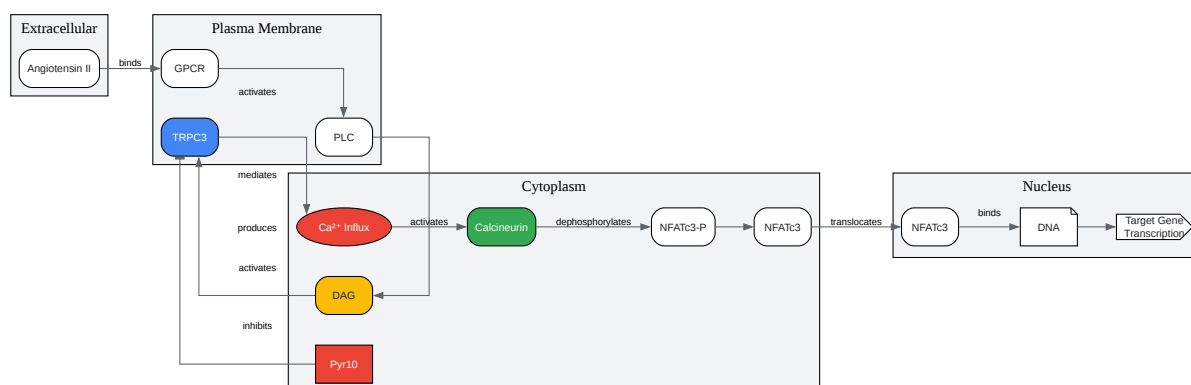 Extracellular
Plasma Membrane
Angiotensin II
binds
GPCR
activates
TRPC3
PLC
mediates
Cytoplasm
Nucleus
produces
Ca²⁺ Influx
activates
Calcineurin
dephosphorylates
NFATc3-P
NFATc3
translocates
NFATc3
binds
DNA
Target Gene
Transcription
activates
DAG
inhibits
Pyr10